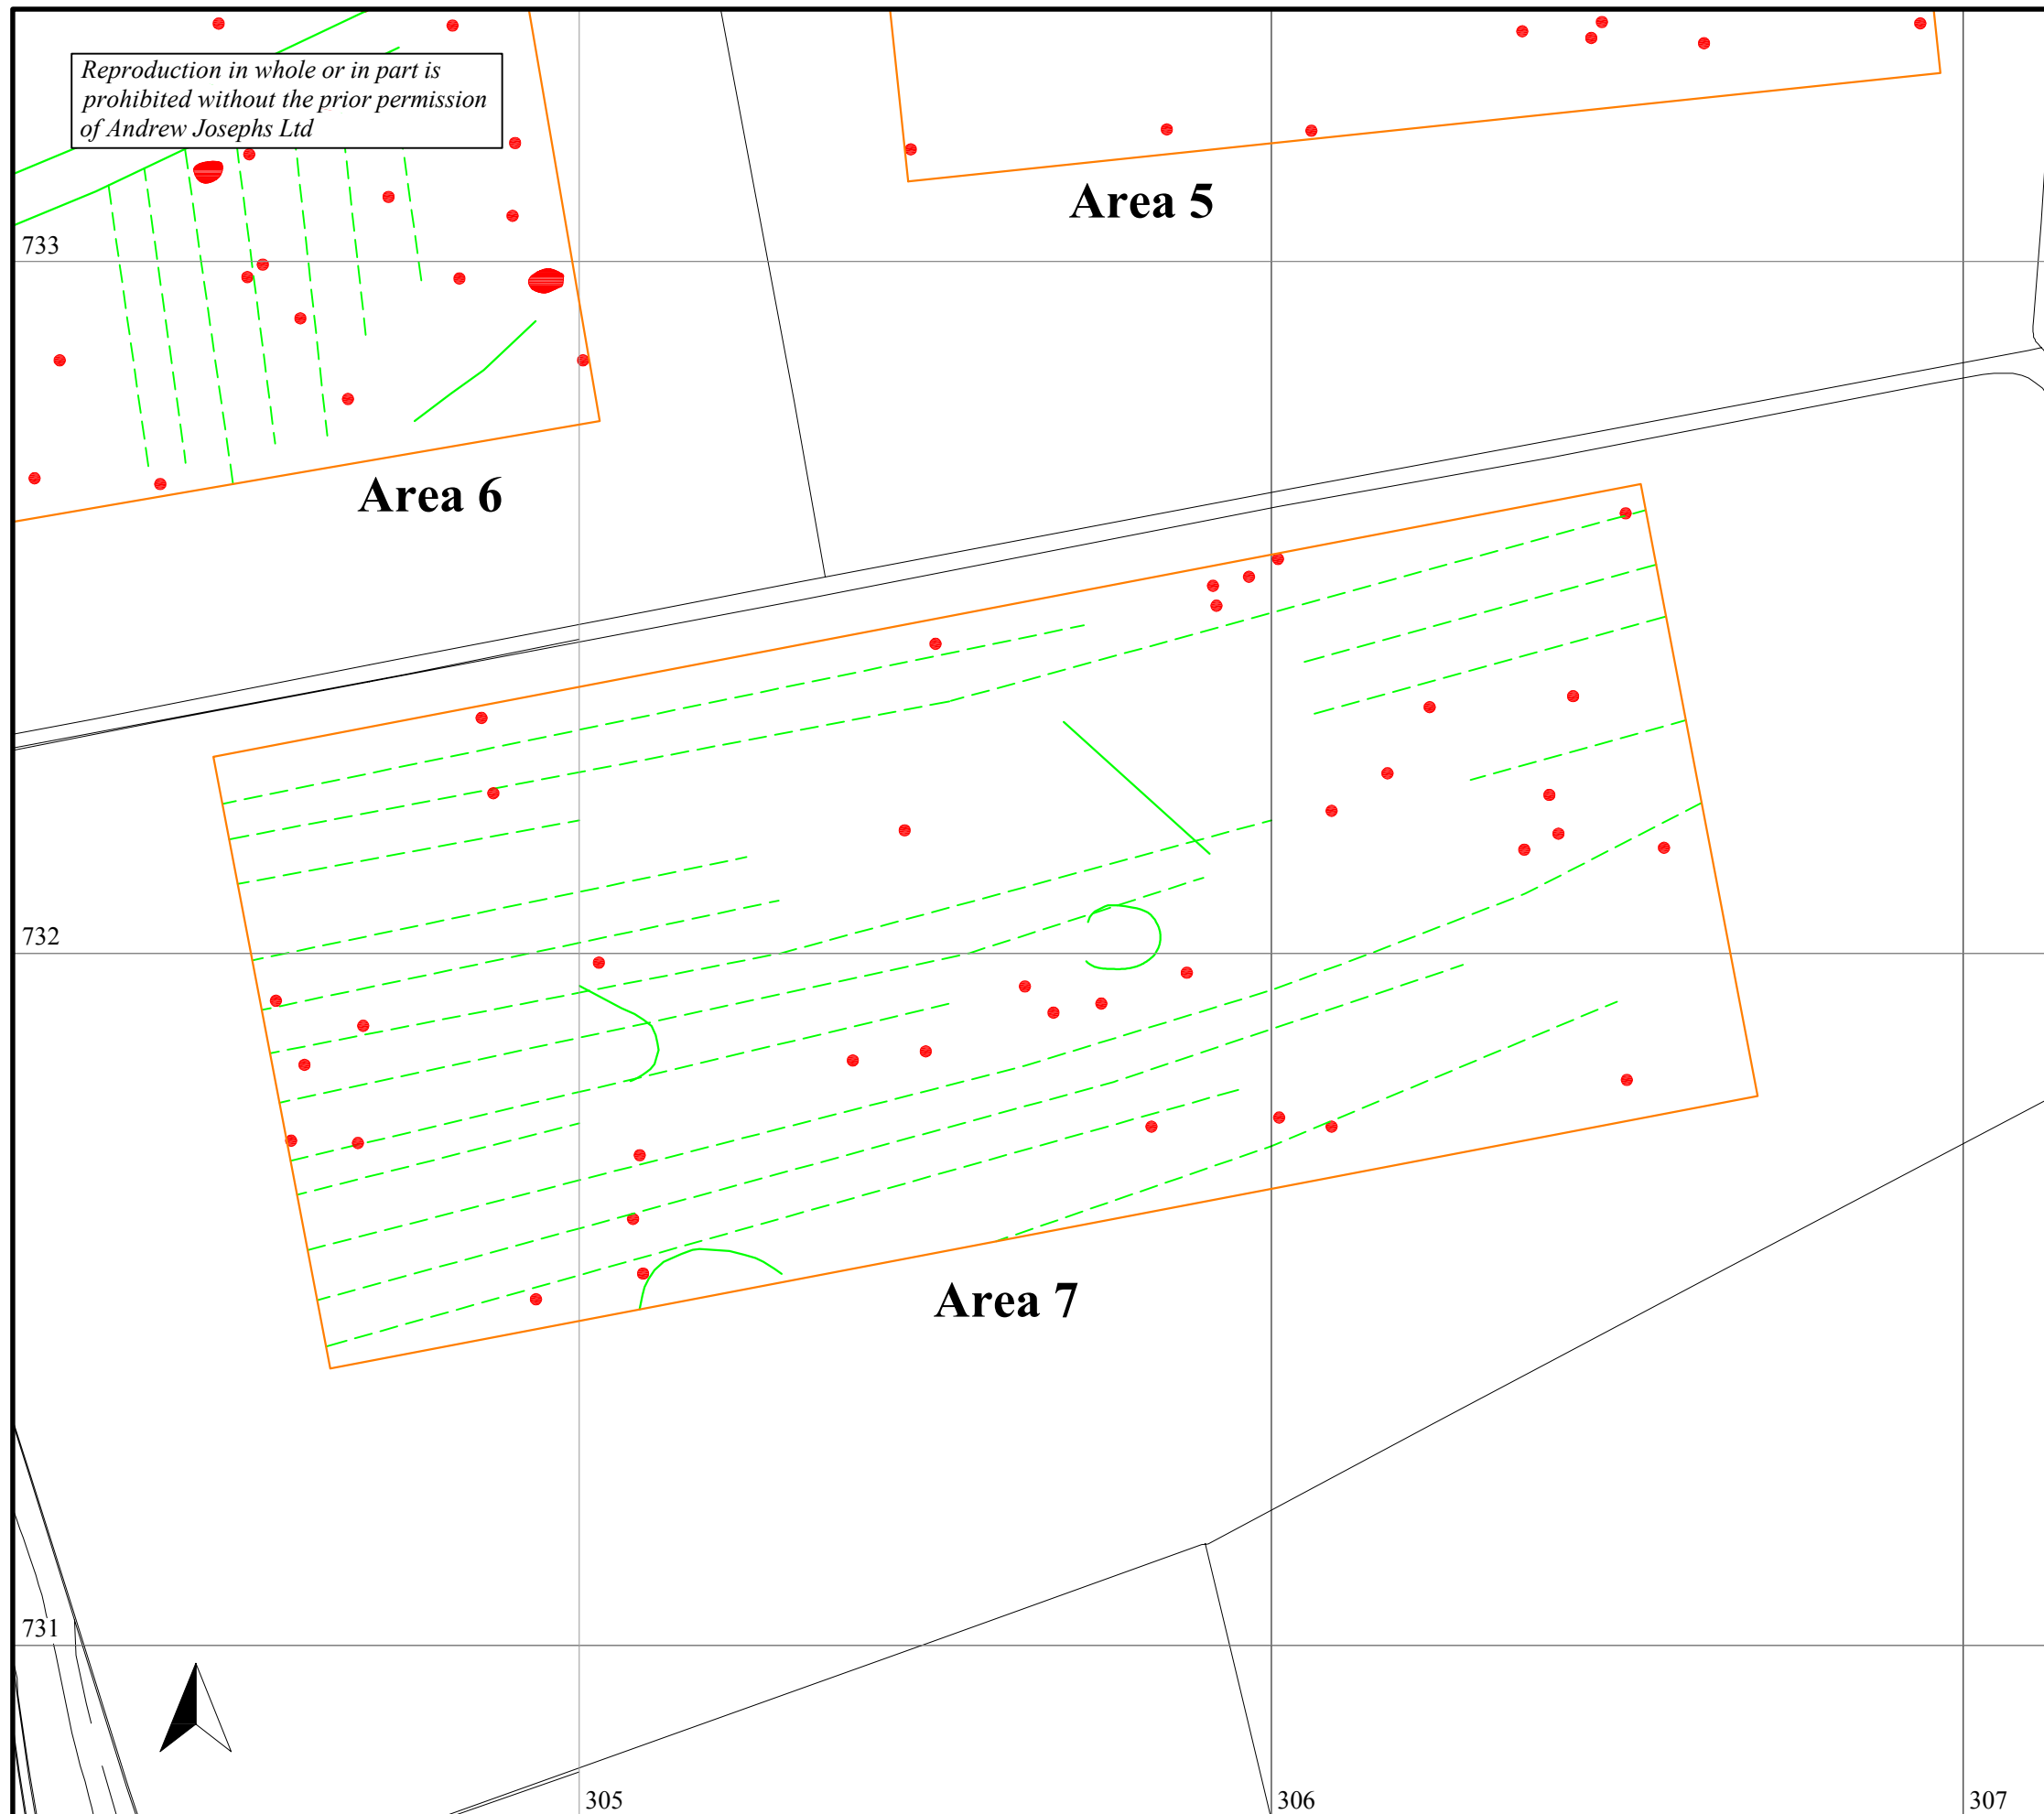 Reproduction in whole or in part is
prohibited without the prior permission
of Andrew Josephs Ltd
Area 5
733
Area 6
732
Area 7
731
305
306
307